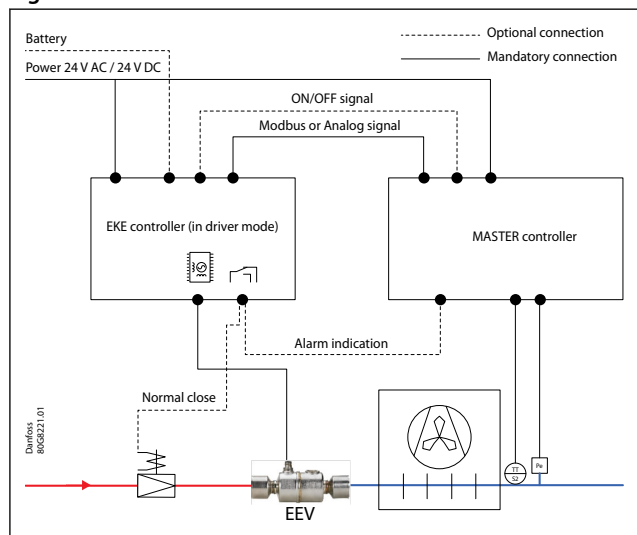 Battery
Optional connection
Mandatory connection
Power 24 V AC / 24 V DC
ON/OFF signal
Modbus or Analog signal
EKE controller (in driver mode)
MASTER controller
Alarm indication
Normal close
Danfoss
80G8221.01
TT
S2
Pe
EEV